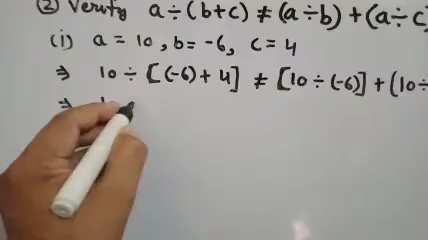 ② Verify a÷(b+c) ≠ (a÷b)+(a÷c)
(i) a = 10, b = -6, c = 4
⇒ 10 ÷ [(-6)+4] ≠ [10÷(-6)] + (10÷
⇒